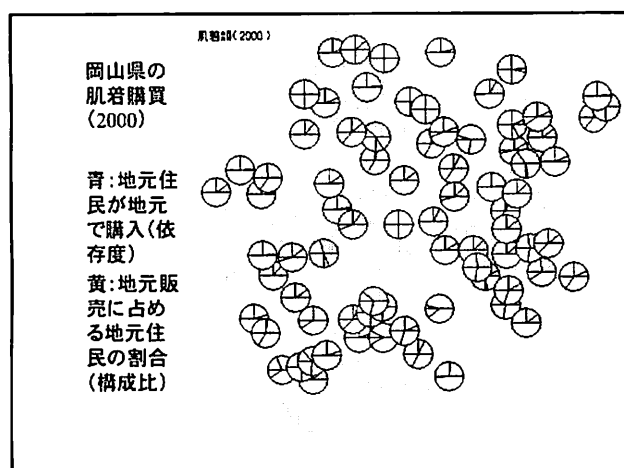 肌着類(2000)
岡山県の
肌着購買
(2000)
青:地元住
民が地元
で購入(依
存度)
黄:地元販
売に占め
る地元住
民の割合
(構成比)